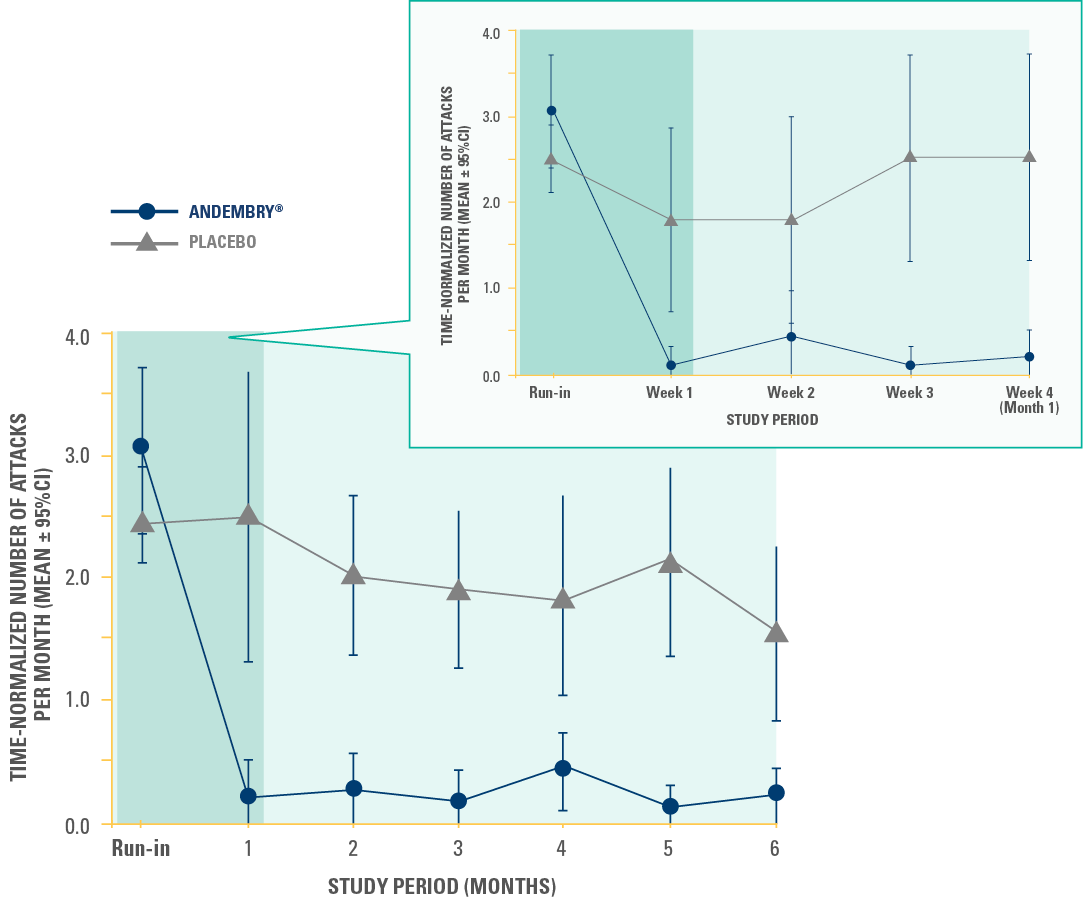 4.0
3.0
2.0
1.0
0.0
TIME-NORMALIZED NUMBER OF ATTACKS
PER MONTH (MEAN ± 95%CI)
Run-in
Week 1
Week 2
Week 3
Week 4
(Month 1)
STUDY PERIOD
ANDEMBRY®
PLACEBO
4.0
3.0
2.0
1.0
0.0
TIME-NORMALIZED NUMBER OF ATTACKS
PER MONTH (MEAN ± 95%CI)
Run-in
1
2
3
4
5
6
STUDY PERIOD (MONTHS)